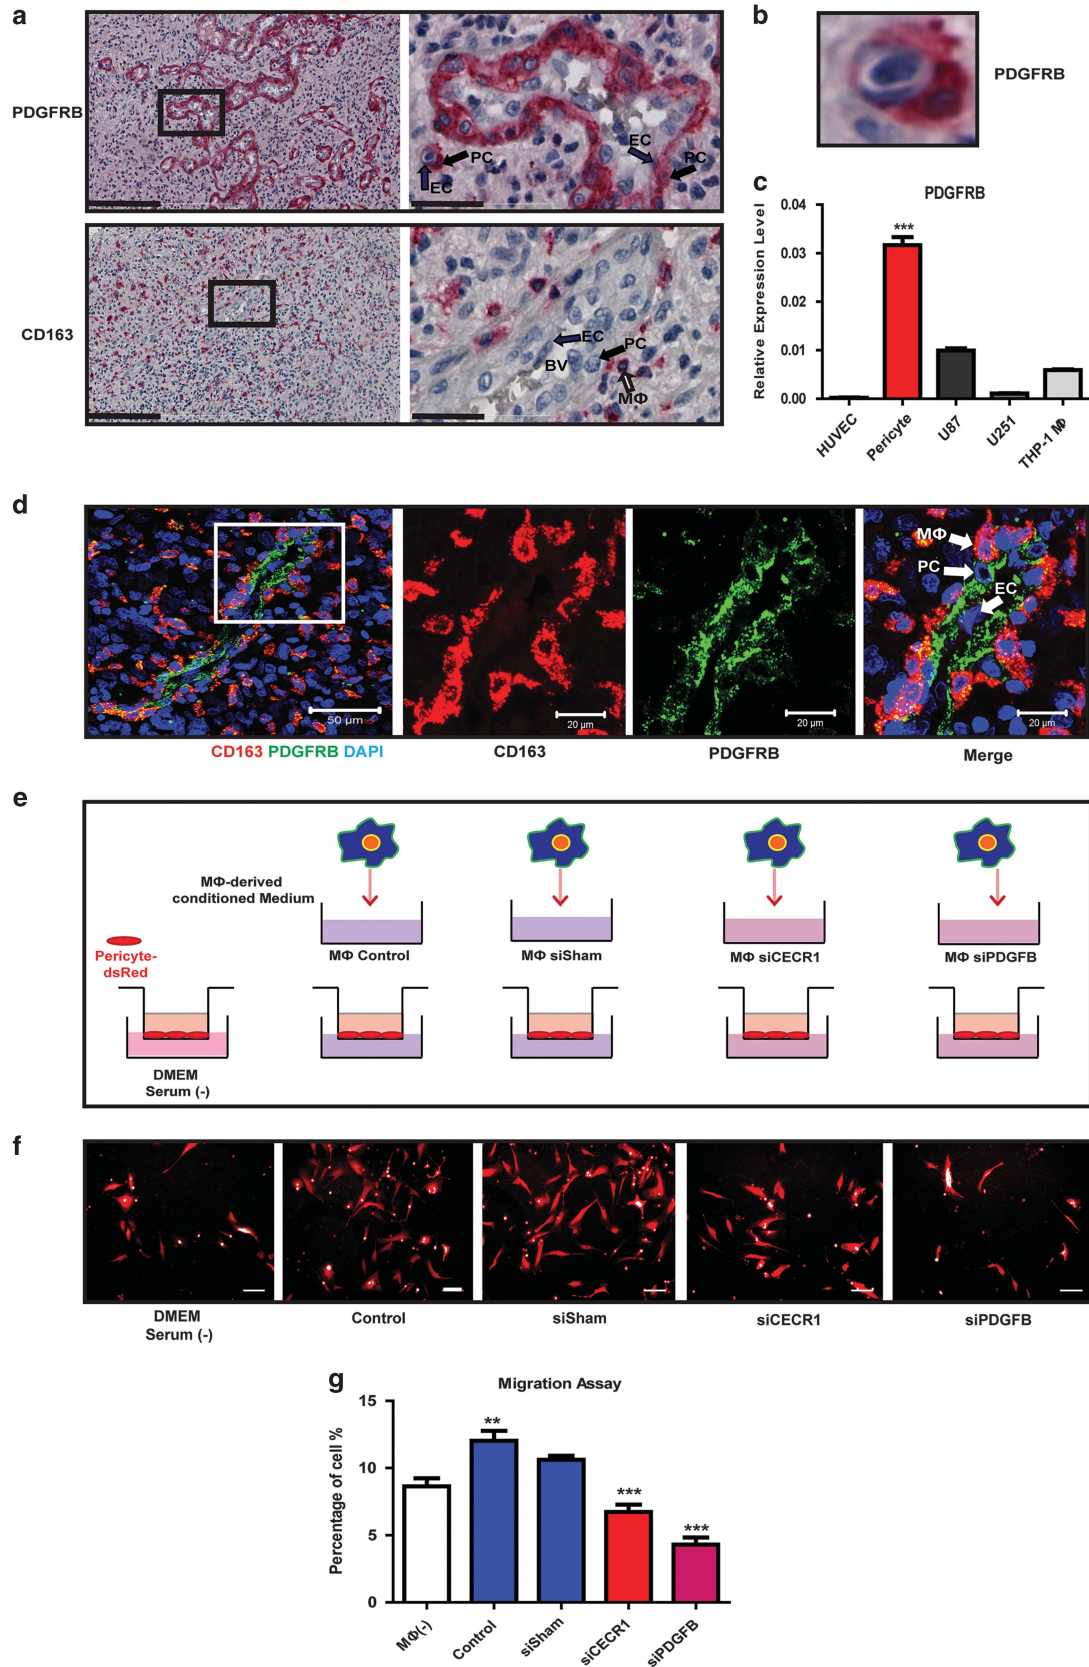 a
PDGFRB
PC
EC
EC
PC
CD163
EC
PC
BV
MΦ
b
PDGFRB
c
PDGFRB
Relative Expression Level
0.04
0.03
0.02
0.01
0.00
***
HUVEC
Pericyte
U87
U251
THP-1 MΦ
d
50 µm
20 µm
20 µm
MΦ
PC
EC
20 µm
CD163 PDGFRB DAPI
CD163
PDGFRB
Merge
e
MΦ-derived
conditioned Medium
MΦ Control
MΦ siSham
MΦ siCECR1
MΦ siPDGFB
Pericyte-
dsRed
DMEM
Serum (-)
f
DMEM
Serum (-)
Control
siSham
siCECR1
siPDGFB
g
Migration Assay
Percentage of cell %
15
10
5
0
**
***
***
MΦ(-)
Control
siSham
siCECR1
siPDGFB